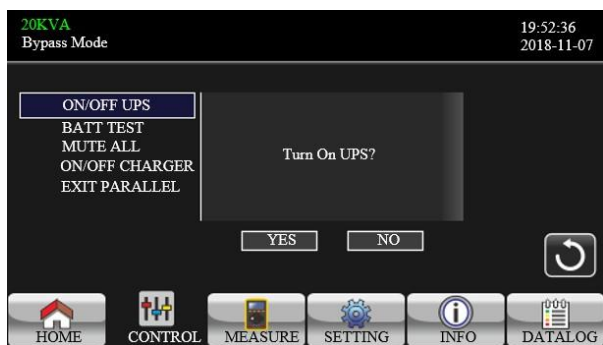 20KVA
Bypass Mode
19:52:36
2018-11-07
ON/OFF UPS
BATT TEST
MUTE ALL
ON/OFF CHARGER
EXIT PARALLEL
Turn On UPS?
YES
NO
HOME
CONTROL
MEASURE
SETTING
INFO
DATALOG